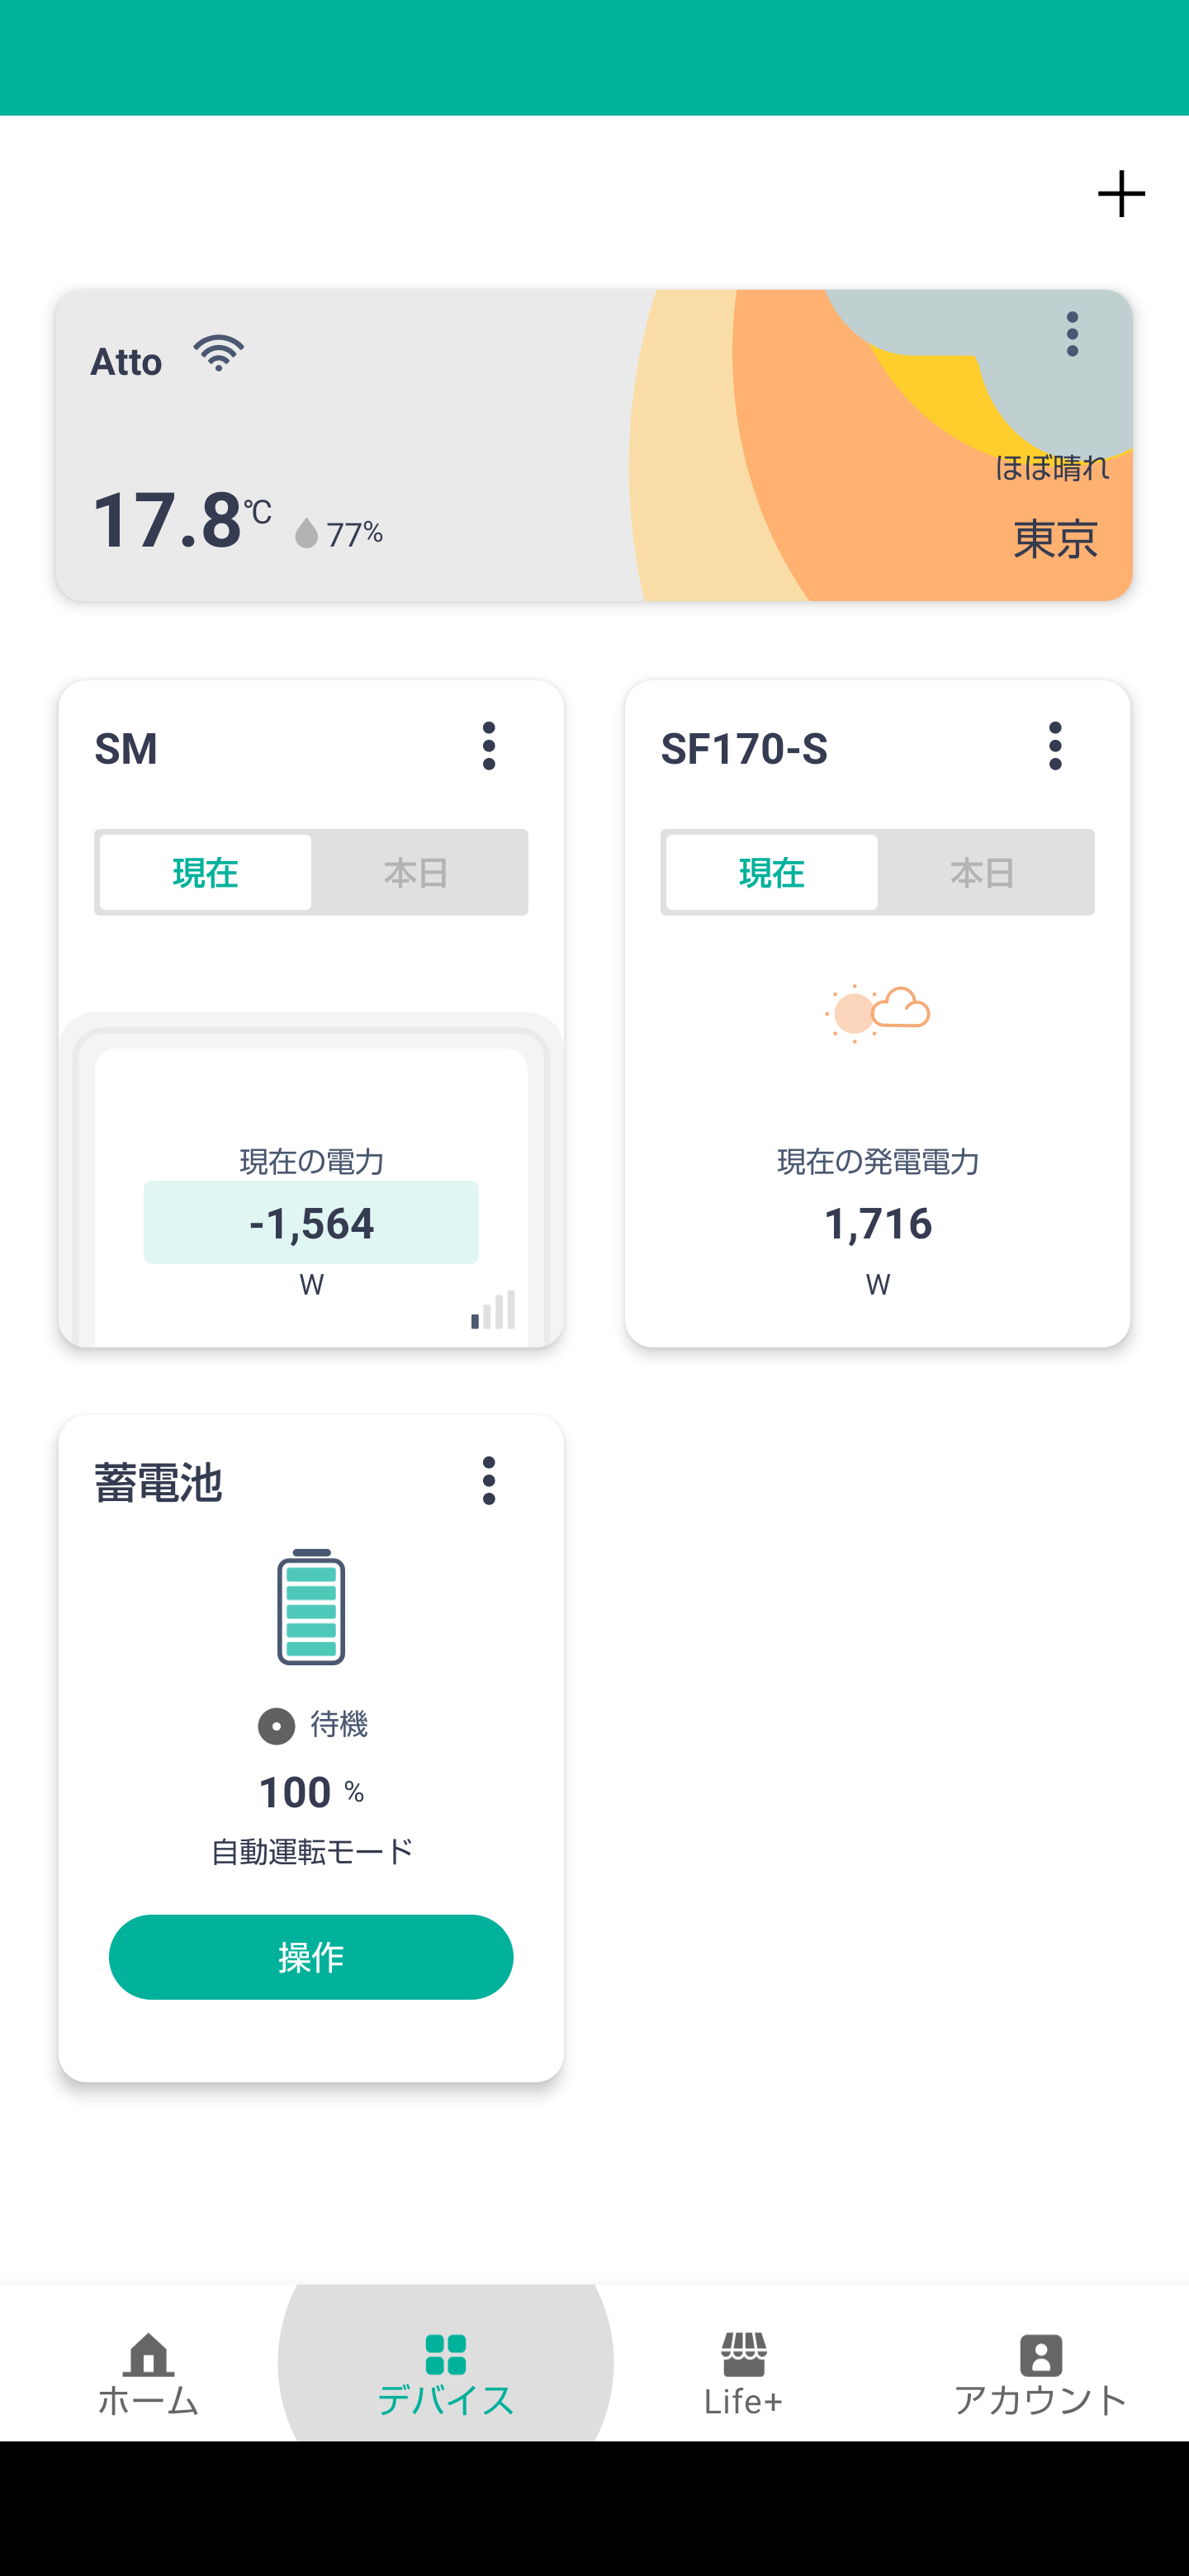 Atto
17.8℃ 77%
ほぼ晴れ
東京
SM
現在 本日
現在の電力
-1,564
W
SF170-S
現在 本日
現在の発電電力
1,716
W
蓄電池
待機
100 %
自動運転モード
操作
ホーム デバイス Life+ アカウント